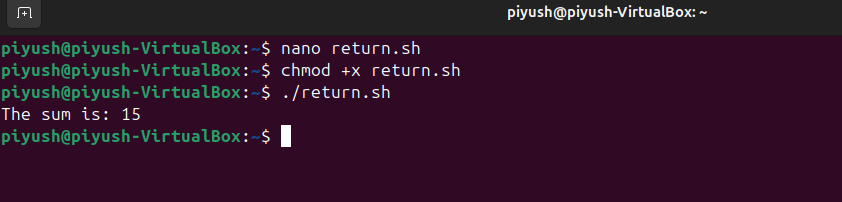 piyush@piyush-VirtualBox: ~
piyush@piyush-VirtualBox:~$ nano return.sh
piyush@piyush-VirtualBox:~$ chmod +x return.sh
piyush@piyush-VirtualBox:~$ ./return.sh
The sum is: 15
piyush@piyush-VirtualBox:~$